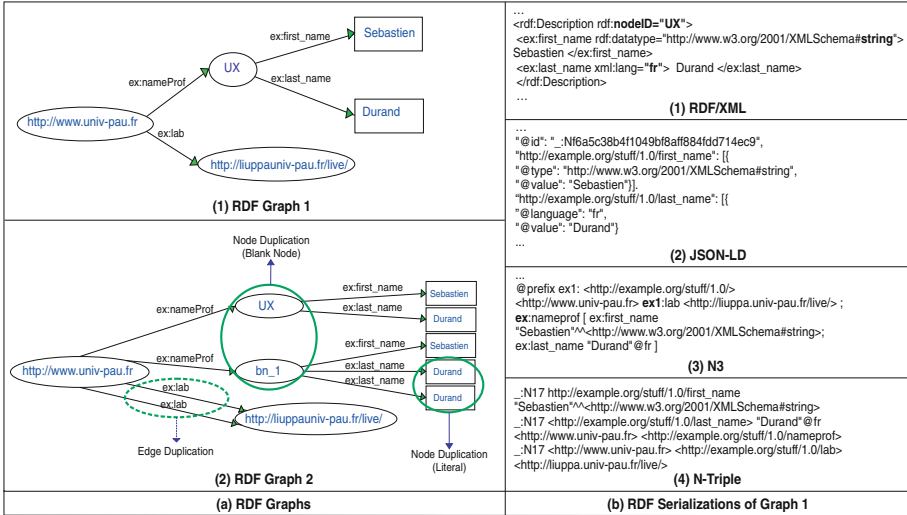 ex:first_name
Sebastien
UX
ex:nameProf
ex:last_name
Durand
http://www.univ-pau.fr
ex:lab
http://liuppauniv-pau.fr/live/
(1) RDF Graph 1
Node Duplication
(Blank Node)
ex:first_name
Sebastien
UX
ex:nameProf
ex:last_name
Durand
ex:first_name
Sebastien
ex:nameProf
http://www.univ-pau.fr
bn_1
ex:last_name
Durand
ex:last_name
Durand
ex:lab
ex:lab
http://liuppauniv-pau.fr/live/
Edge Duplication
Node Duplication
(Literal)
(2) RDF Graph 2
(a) RDF Graphs
...
<rdf:Description rdf:nodeID="UX">
<ex:first_name rdf:datatype="http://www.w3.org/2001/XMLSchema#string">
Sebastien </ex:first_name>
<ex:last_name xml:lang="fr"> Durand </ex:last_name>
</rdf:Description>
...
(1) RDF/XML
...
"@id": "_:Nf6a5c38b4f1049bf8aff884fdd714ec9",
"http://example.org/stuff/1.0/first_name": [{
"@type": "http://www.w3.org/2001/XMLSchema#string",
"@value": "Sebastien"}].
“http://example.org/stuff/1.0/last_name": [{
”@language": "fr",
"@value": "Durand"}
...
(2) JSON-LD
...
@prefix ex1: <http://example.org/stuff/1.0/>
<http://www.univ-pau.fr> ex1:lab <http://liuppa.univ-pau.fr/live/> ;
ex:nameprof [ ex:first_name
"Sebastien"^^<http://www.w3.org/2001/XMLSchema#string>;
ex:last_name "Durand"@fr ]
(3) N3
_:N17 http://example.org/stuff/1.0/first_name
"Sebastien"^^<http://www.w3.org/2001/XMLSchema#string>
_:N17 <http://example.org/stuff/1.0/last_name> "Durand"@fr
<http://www.univ-pau.fr> <http://example.org/stuff/1.0/nameprof>
_:N17 <http://www.univ-pau.fr> <http://example.org/stuff/1.0/lab>
<http://liuppa.univ-pau.fr/live/>
(4) N-Triple
(b) RDF Serializations of Graph 1